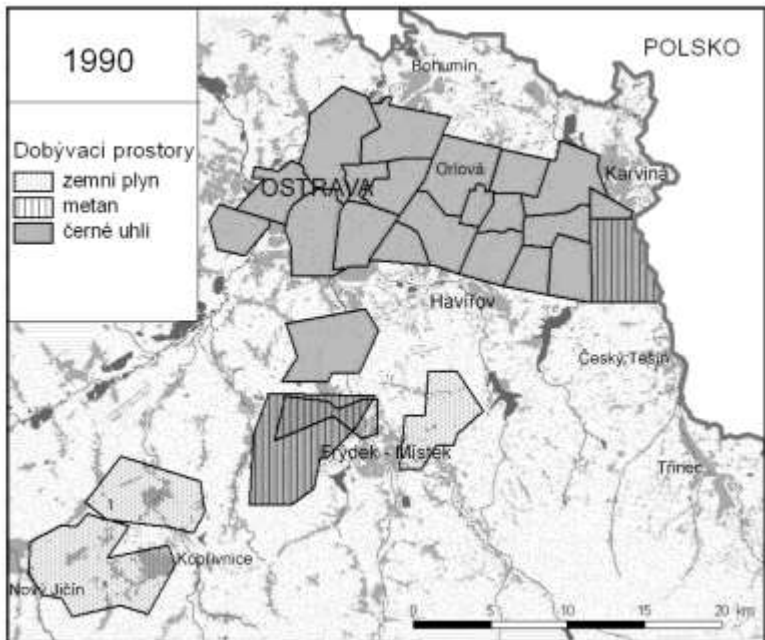 1990
Dobývací prostory
zemní plyn
metan
černé uhlí
POLSKO
Bohumín
OSTRAVA
Orlová
Karviná
Havířov
Český Těšín
Frýdek - Místek
Třinec
Kopřivnice
Nový Jičín
0 5 10 15 20 km